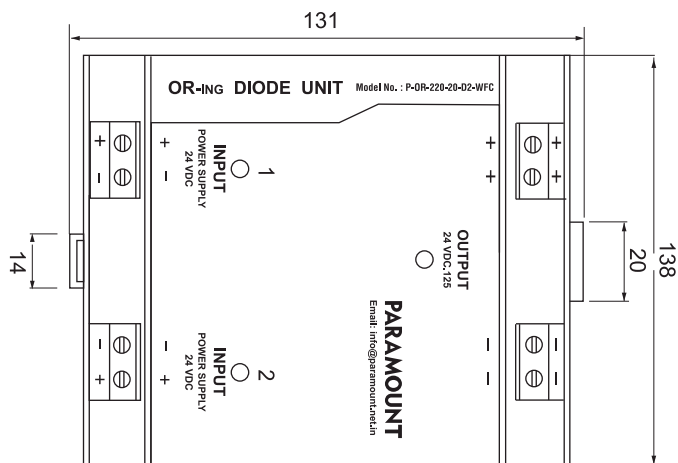 131
OR-ING DIODE UNIT Model No. : P-OR-220-20-D2-WFC
+ + + +
- - + +
INPUT 1
POWER SUPPLY
24 VDC
14
OUTPUT
24 VDC.125
20
138
PARAMOUNT
Email: info@paramount.net.in
- - - -
+ + - -
INPUT 2
POWER SUPPLY
24 VDC